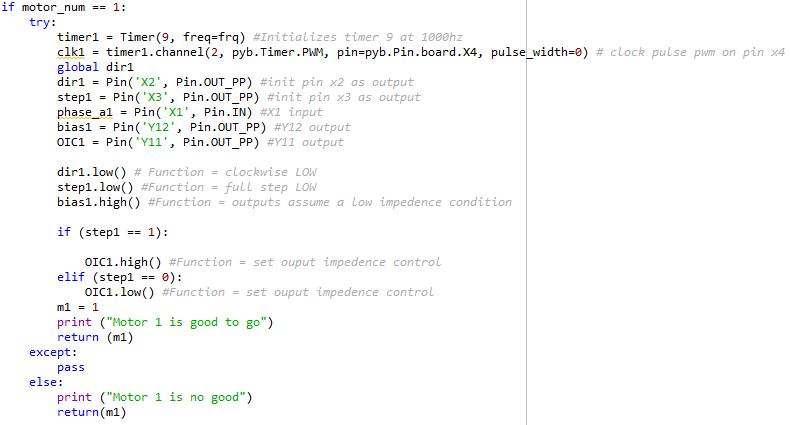 if motor_num == 1:
    try:
        timer1 = Timer(9, freq=frq) #Initializes timer 9 at 1000hz
        clk1 = timer1.channel(2, pyb.Timer.PWM, pin=pyb.Pin.board.X4, pulse_width=0) # clock pulse pwm on pin x4
        global dir1
        dir1 = Pin('X2', Pin.OUT_PP) #init pin x2 as output
        step1 = Pin('X3', Pin.OUT_PP) #init pin x3 as output
        phase_a1 = Pin('X1', Pin.IN) #X1 input
        bias1 = Pin('Y12', Pin.OUT_PP) #Y12 output
        OIC1 = Pin('Y11', Pin.OUT_PP) #Y11 output

        dir1.low() # Function = clockwise LOW
        step1.low() #Function = full step LOW
        bias1.high() #Function = outputs assume a low impedence condition

        if (step1 == 1):

            OIC1.high() #Function = set ouput impedence control
        elif (step1 == 0):
            OIC1.low() #Function = set ouput impedence control
        m1 = 1
        print ("Motor 1 is good to go")
        return (m1)
    except:
        pass
    else:
        print ("Motor 1 is no good")
        return(m1)